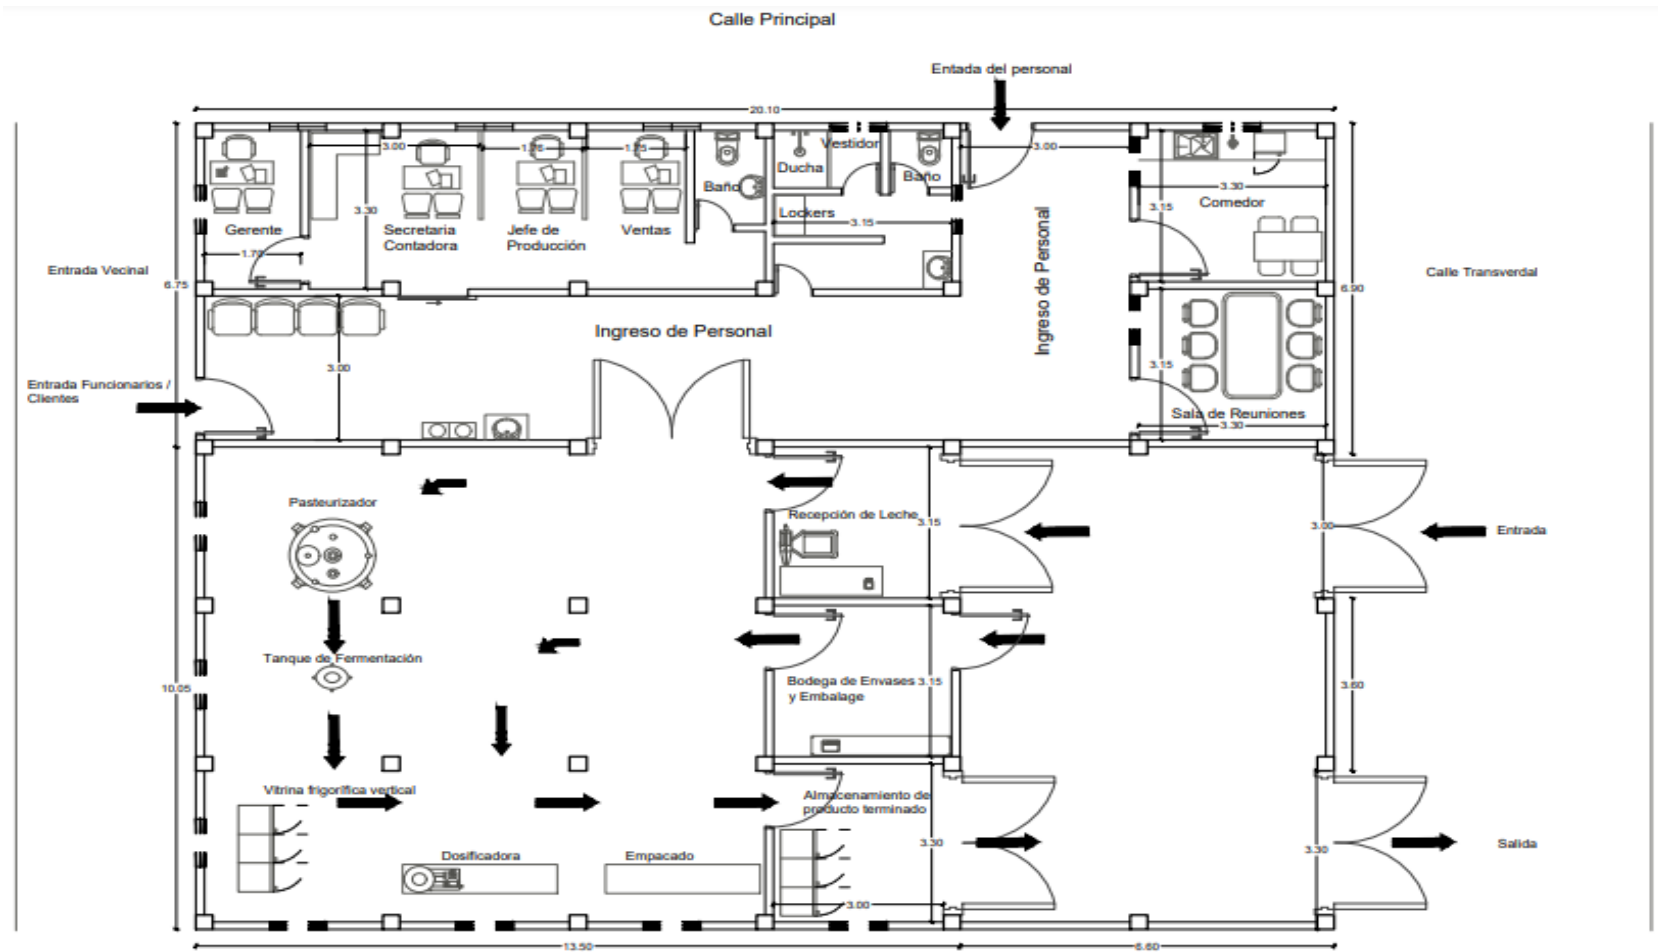 Calle Principal
Entada del personal
20.10
3.00
1.76
1.75
Vestidor
3.00
Ducha
Baño
Baño
3.30
3.15
Comedor
3.30
Lockers
3.15
Gerente
Secretaria
Contadora
Jefe de
Producción
Ventas
1.70
Entrada Vecinal
6.75
Ingreso de Personal
Calle Transverdal
6.90
Ingreso de Personal
3.00
3.15
Entrada Funcionarios /
Clientes
Sala de Reuniones
3.30
Pasteurizador
Recepción de Leche
3.15
3.00
Entrada
Tanque de Fermentación
10.05
Bodega de Envases
y Embalage
3.15
3.60
Vitrina frigorífica vertical
Almacenamiento de
producto terminado
3.30
3.30
Salida
Dosificadora
Empacado
3.00
13.50
6.60